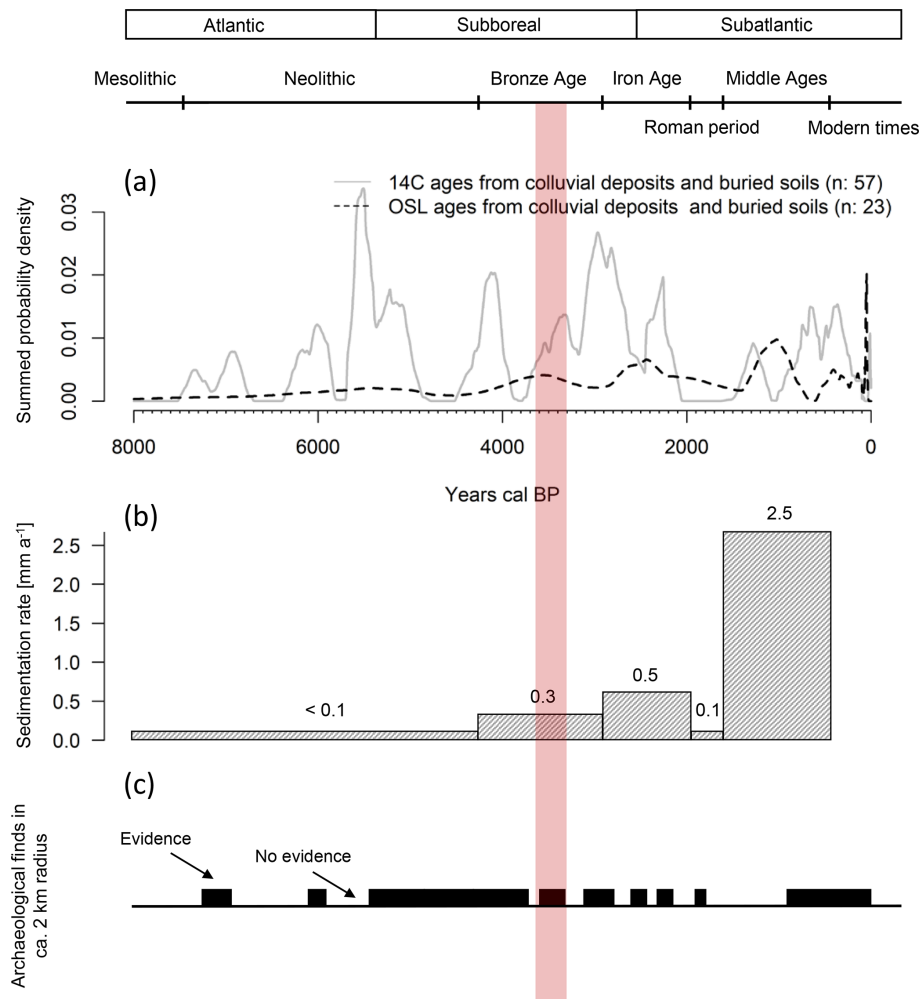 Atlantic Subboreal Subatlantic
Mesolithic Neolithic Bronze Age Iron Age Middle Ages
Roman period Modern times
(a)
14C ages from colluvial deposits and buried soils (n: 57)
OSL ages from colluvial deposits  and buried soils (n: 23)
Summed probability density
0.03
0.02
0.01
0.00
8000 6000 4000 2000 0
Years cal BP
(b)
Sedimentation rate [mm a⁻¹]
2.5
2.0
1.5
1.0
0.5
0.0
< 0.1
0.3
0.5
0.1
2.5
(c)
Archaeological finds in
ca. 2 km radius
Evidence
No evidence